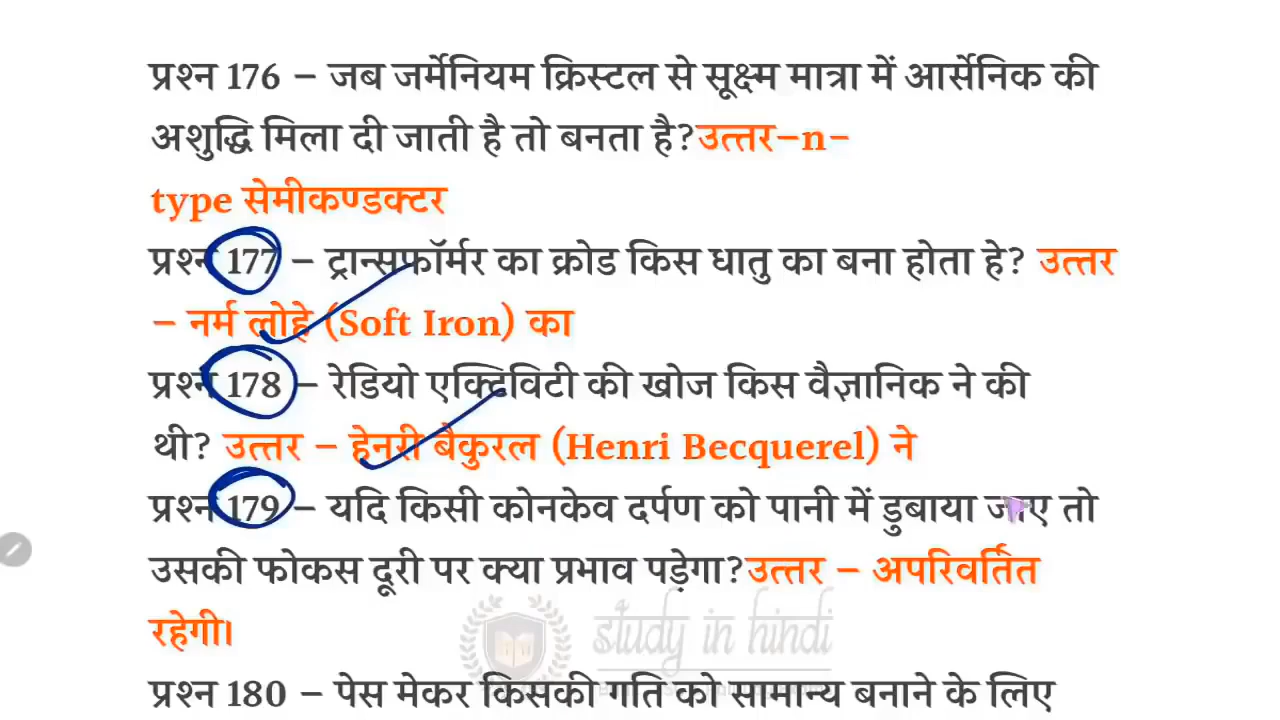 प्रश्न 176 – जब जर्मेनियम क्रिस्टल से सूक्ष्म मात्रा में आर्सेनिक की
अशुद्धि मिला दी जाती है तो बनता है?उत्तर–n–
type सेमीकण्डक्टर
प्रश्न 177 – ट्रान्सफॉर्मर का क्रोड किस धातु का बना होता हे? उत्तर
– नर्म लोहे (Soft Iron) का
प्रश्न 178 – रेडियो एक्टिविटी की खोज किस वैज्ञानिक ने की
थी? उत्तर – हेनरी बैकुरल (Henri Becquerel) ने
प्रश्न 179 – यदि किसी कोनकेव दर्पण को पानी में डुबाया जाए तो
उसकी फोकस दूरी पर क्या प्रभाव पड़ेगा?उत्तर – अपरिवर्तित
रहेगी।
study in hindi
प्रश्न 180 – पेस मेकर किसकी गति को सामान्य बनाने के लिए